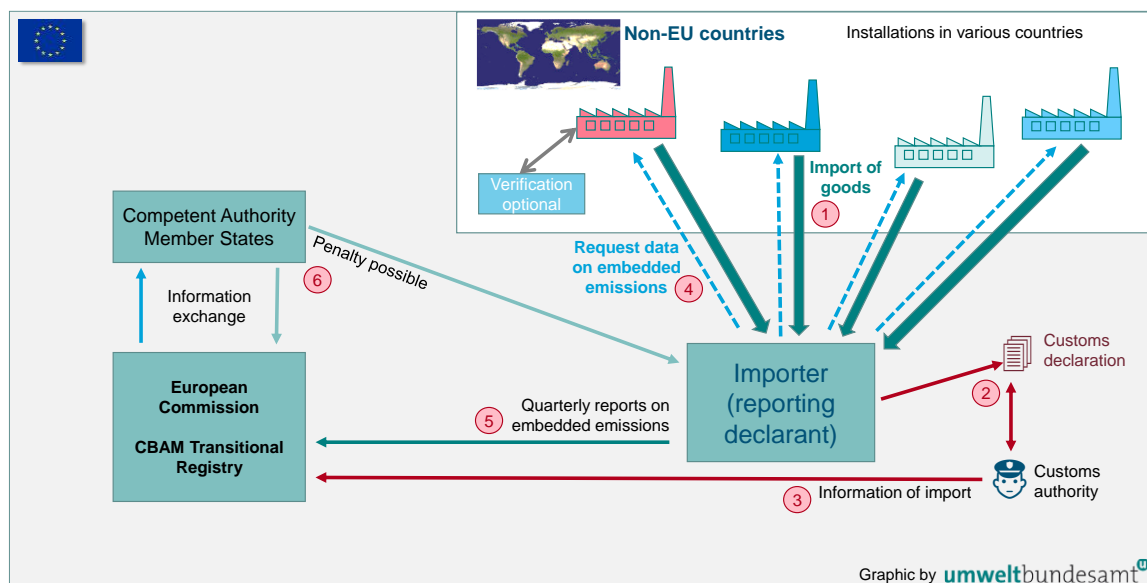 Non-EU countries
Installations in various countries
Verification
optional
Import of
goods
1
Competent Authority
Member States
Penalty possible
6
Request data
on embedded
emissions
4
Information
exchange
Importer
(reporting
declarant)
Customs
declaration
2
European
Commission
CBAM Transitional
Registry
5
Quarterly reports on
embedded emissions
3
Information of import
Customs
authority
Graphic by umweltbundesamt